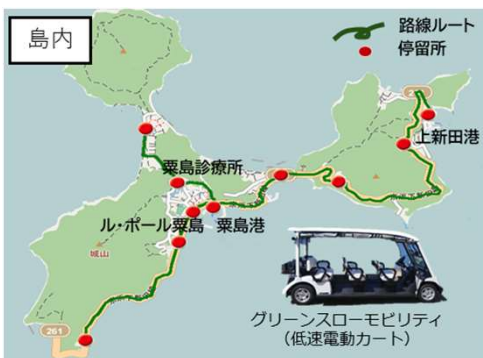 島内
路線ルート
停留所
上新田港
粟島診療所
ル・ポール粟島 粟島港
城山
261
グリーンスローモビリティ
（低速電動カート）